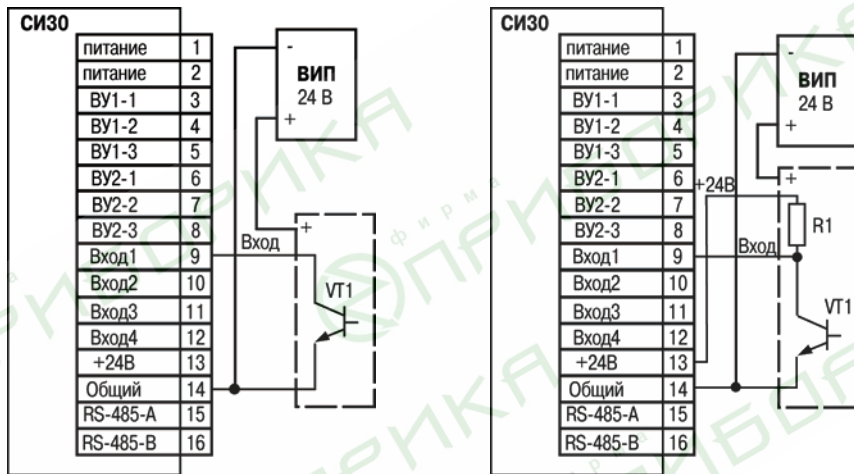 СИ30
питание 1
питание 2
ВУ1-1 3
ВУ1-2 4
ВУ1-3 5
ВУ2-1 6
ВУ2-2 7
ВУ2-3 8
Вход1 9
Вход2 10
Вход3 11
Вход4 12
+24В 13
Общий 14
RS-485-A 15
RS-485-B 16
-
ВИП
24 В
+
+
Вход
VT1
СИ30
питание 1
питание 2
ВУ1-1 3
ВУ1-2 4
ВУ1-3 5
ВУ2-1 6
ВУ2-2 7
ВУ2-3 8
Вход1 9
Вход2 10
Вход3 11
Вход4 12
+24В 13
Общий 14
RS-485-A 15
RS-485-B 16
-
ВИП
24 В
+
+
+24В
R1
Вход
VT1
фирма
ПРИБОРИКА